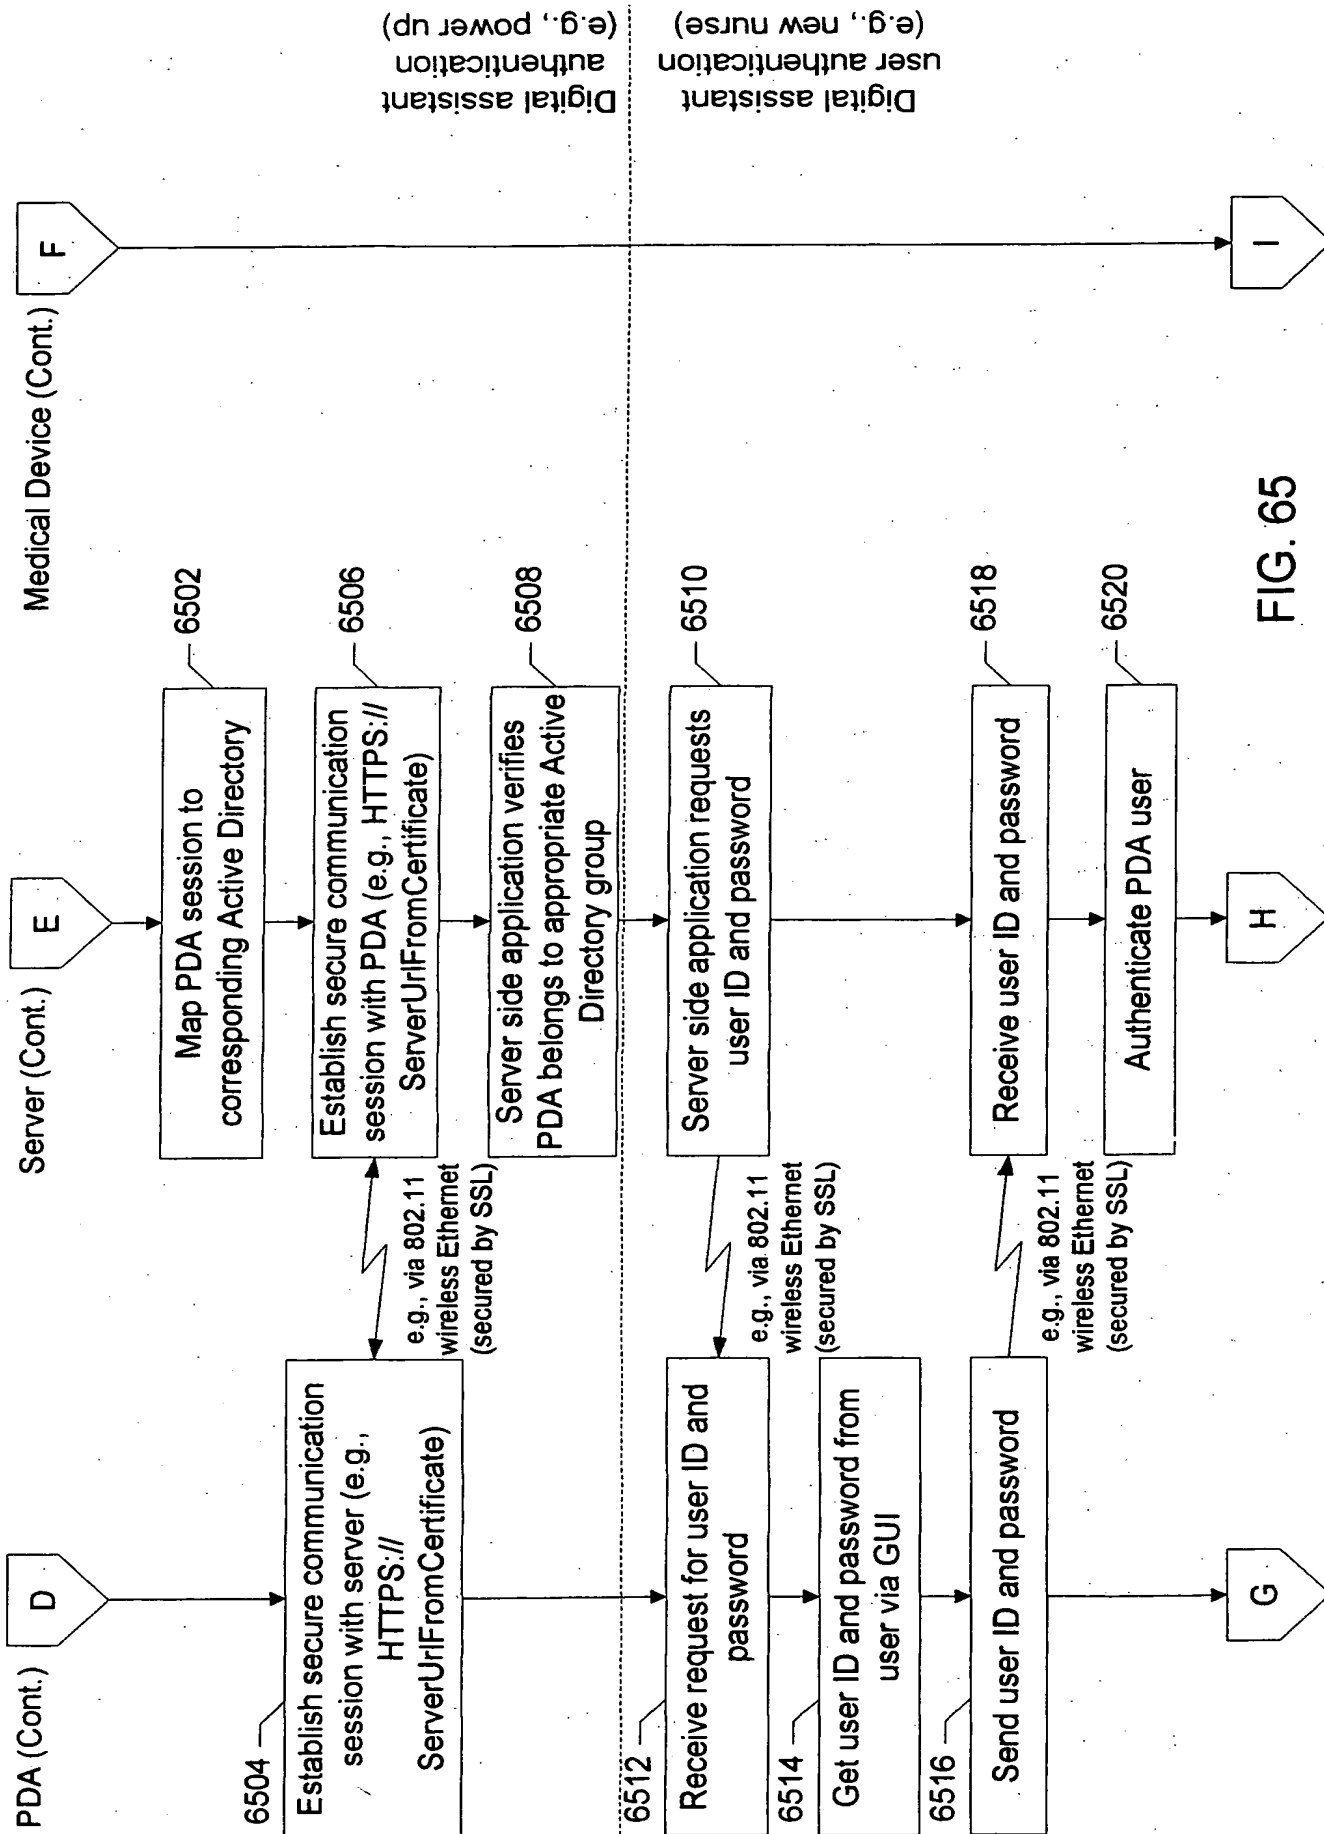 PDA (Cont.)
Server (Cont.)
Medical Device (Cont.)
D
E
F
Map PDA session to
corresponding Active Directory
6502
6504
Establish secure communication
session with server (e.g.,
HTTPS://
ServerUrlFromCertificate)
e.g., via 802.11
wireless Ethernet
(secured by SSL)
Establish secure communication
session with PDA (e.g., HTTPS://
ServerUrlFromCertificate)
6506
Server side application verifies
PDA belongs to appropriate Active
Directory group
6508
Digital assistant
authentication
(e.g., power up)
Digital assistant
user authentication
(e.g., new nurse)
Server side application requests
user ID and password
6510
e.g., via 802.11
wireless Ethernet
(secured by SSL)
6512
Receive request for user ID and
password
6514
Get user ID and password from
user via GUI
6516
Send user ID and password
e.g., via 802.11
wireless Ethernet
(secured by SSL)
Receive user ID and password
6518
Authenticate PDA user
6520
G
H
I
FIG. 65